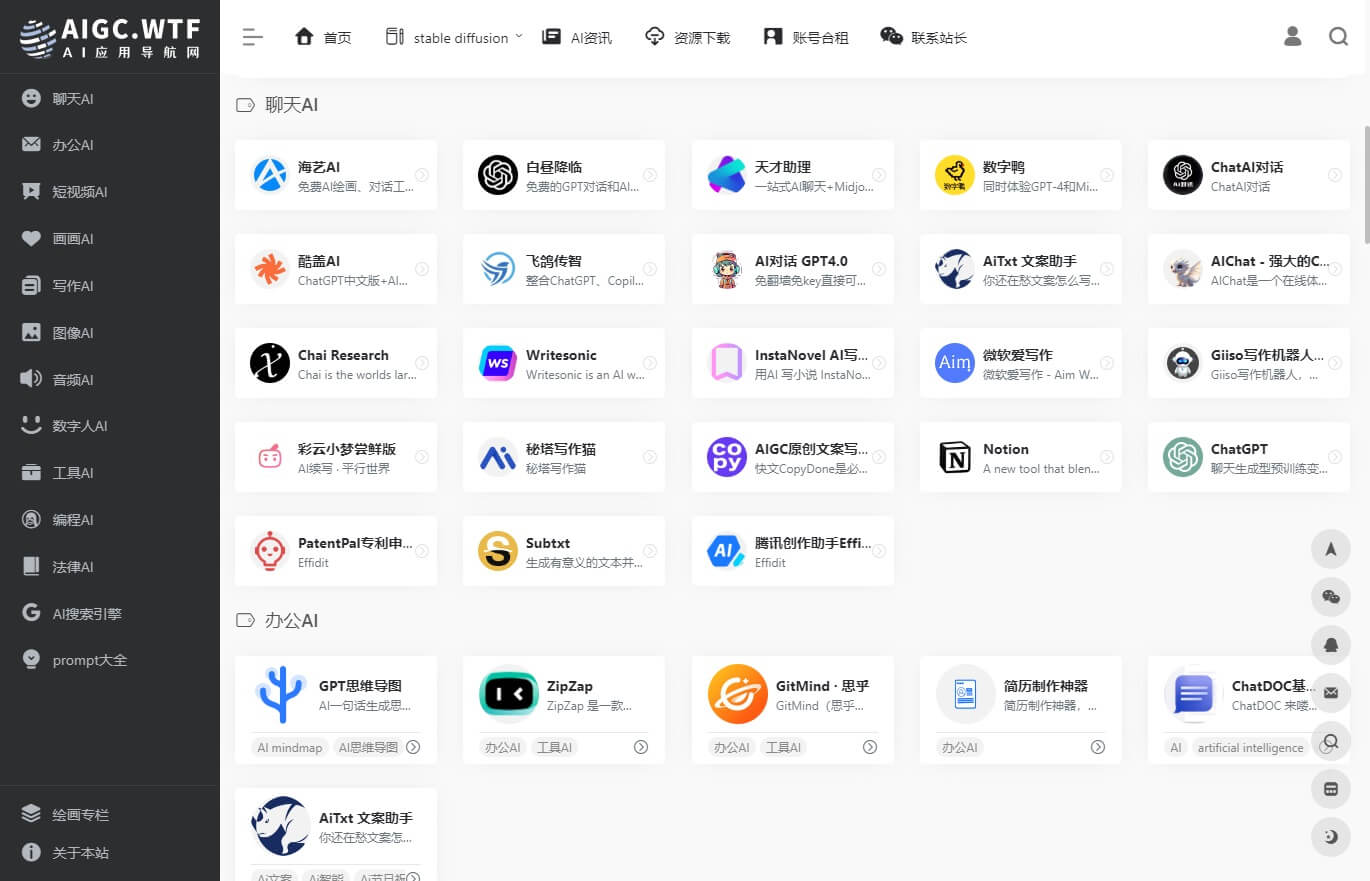 AIGC.WTF
AI应用导航网
首页
stable diffusion
AI资讯
资源下载
账号合租
联系站长
聊天AI
办公AI
短视频AI
画画AI
写作AI
图像AI
音频AI
数字人AI
工具AI
编程AI
法律AI
AI搜索引擎
prompt大全
绘画专栏
关于本站
聊天AI
海艺AI
免费AI绘画、对话工...
白昼降临
免费的GPT对话和AI...
天才助理
一站式AI聊天+Midjo...
数字鸭
数字鸭
同时体验GPT-4和Mi...
AI对话
ChatAI对话
ChatAI对话
酷盖AI
ChatGPT中文版+AI...
飞鸽传智
整合ChatGPT、Copil...
AI对话 GPT4.0
免翻墙免key直接可...
AiTxt 文案助手
你还在愁文案怎么写...
AIChat - 强大的C...
AIChat是一个在线体...
Chai Research
Chai is the worlds lar...
WS
Writesonic
Writesonic is an AI w...
InstaNovel AI写...
用AI 写小说 InstaNo...
Aim
微软爱写作
微软爱写作 - Aim W...
Giiso写作机器人...
Giiso写作机器人，...
彩云小梦尝鲜版
AI续写 · 平行世界
秘塔写作猫
秘塔写作猫
copy
AIGC原创文案写...
快文CopyDone是必...
Notion
A new tool that blen...
ChatGPT
聊天生成型预训练变...
PatentPal专利申...
Effidit
Subtxt
生成有意义的文本并...
AI
腾讯创作助手Effi...
Effidit
办公AI
GPT思维导图
AI一句话生成思...
AI mindmap
AI思维导图
ZipZap
ZipZap 是一款...
办公AI
工具AI
GitMind · 思乎
GitMind（思乎...
办公AI
工具AI
简历制作神器
简历制作神器，...
办公AI
ChatDOC基...
ChatDOC 来喽...
AI
artificial intelligence
AiTxt 文案助手
你还在愁文案怎...
Ai文案
Ai智能
Ai节日祝